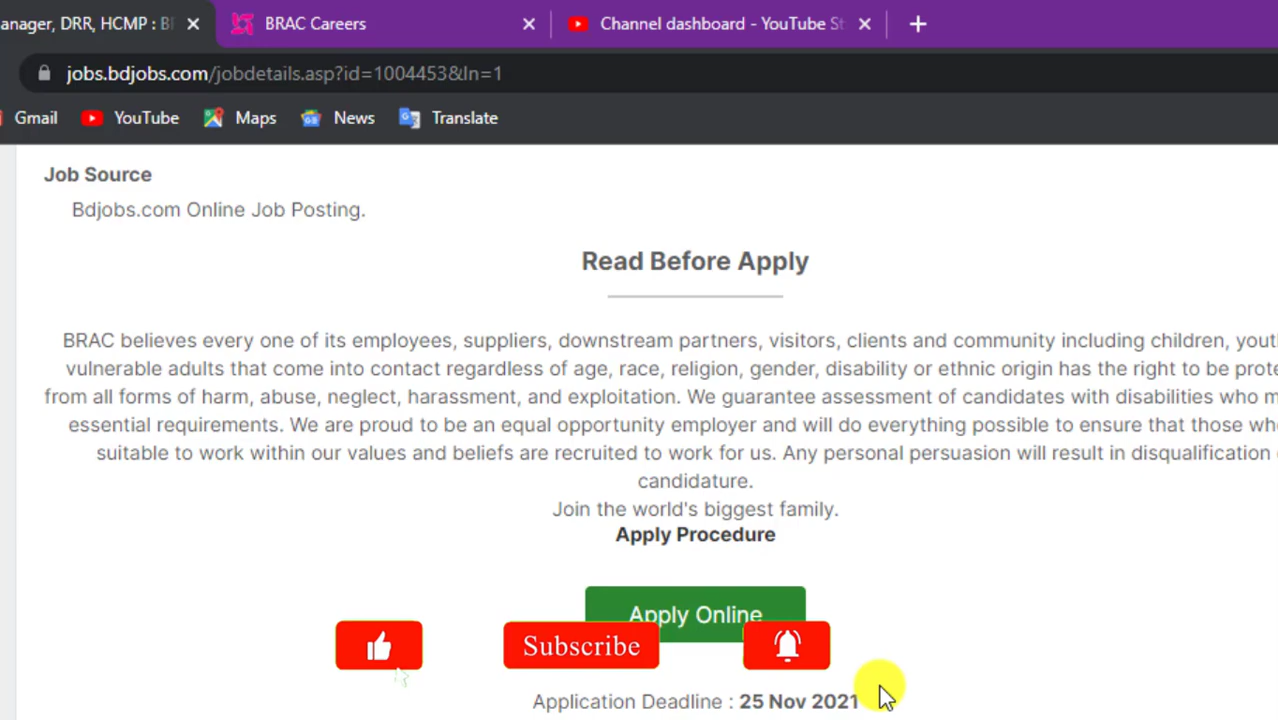 anager, DRR, HCMP : B
BRAC Careers
Channel dashboard - YouTube St
jobs.bdjobs.com/jobdetails.asp?id=1004453&ln=1
Gmail YouTube Maps News Translate
Job Source
Bdjobs.com Online Job Posting.
Read Before Apply
BRAC believes every one of its employees, suppliers, downstream partners, visitors, clients and community including children, yout
vulnerable adults that come into contact regardless of age, race, religion, gender, disability or ethnic origin has the right to be prote
from all forms of harm, abuse, neglect, harassment, and exploitation. We guarantee assessment of candidates with disabilities who m
essential requirements. We are proud to be an equal opportunity employer and will do everything possible to ensure that those who
suitable to work within our values and beliefs are recruited to work for us. Any personal persuasion will result in disqualification
candidature.
Join the world's biggest family.
Apply Procedure
Apply Online
Subscribe
Application Deadline : 25 Nov 2021